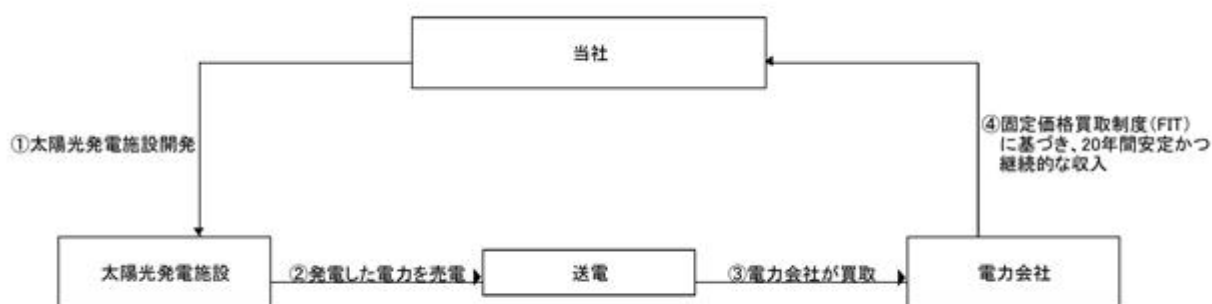 当社
①太陽光発電施設開発
④固定価格買取制度(FIT)
に基づき、20年間安定かつ
継続的な収入
太陽光発電施設
②発電した電力を売電
送電
③電力会社が買取
電力会社